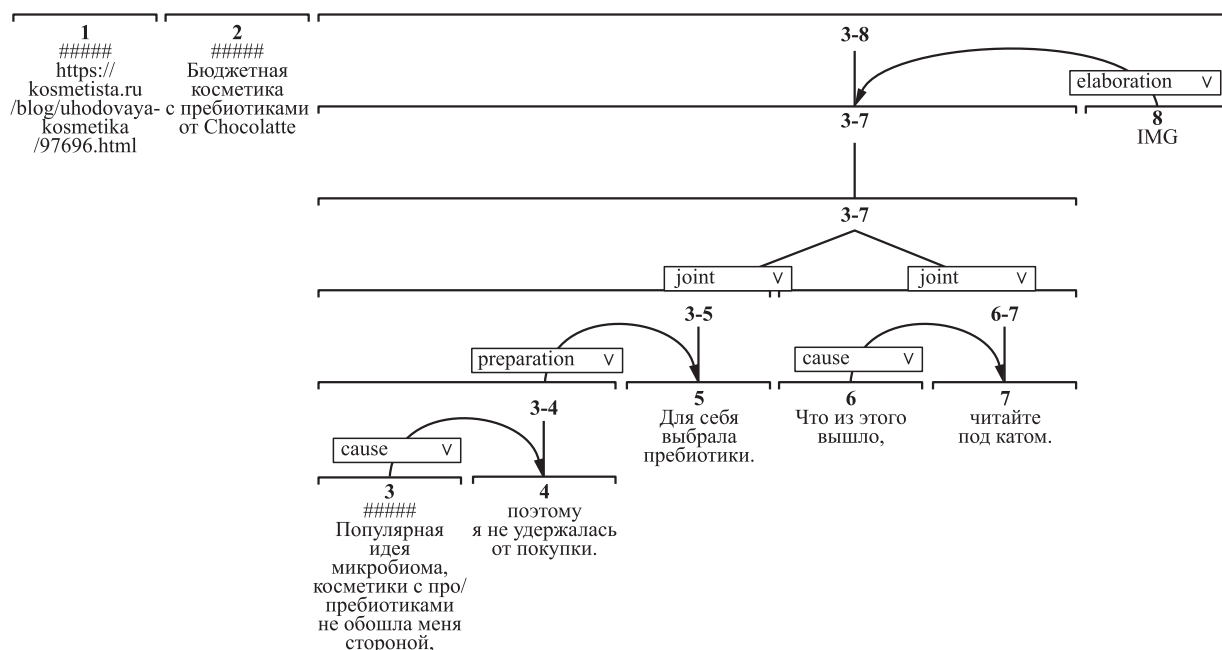 1
#####
https://
kosmetista.ru
/blog/uhodovaya-
kosmetika
/97696.html
2
#####
Бюджетная
косметика
с пребиотиками
от Chocolatte
3-8
elaboration
3-7
8
IMG
3-7
joint
joint
3-5
6-7
preparation
cause
3-4
5
Для себя
выбрала
пребиотики.
6
Что из этого
вышло,
7
читайте
под катом.
cause
3
#####
Популярная
идея
микробиома,
косметики с про/
пребиотиками
не обошла меня
стороной,
4
поэтому
я не удержалась
от покупки.